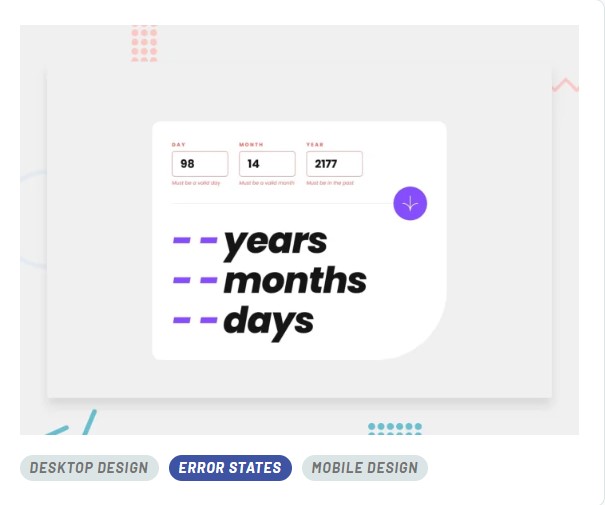 DAY MONTH YEAR
98 14 2177
Must be a valid day Must be a valid month Must be in the past
-- years
-- months
-- days
DESKTOP DESIGN ERROR STATES MOBILE DESIGN